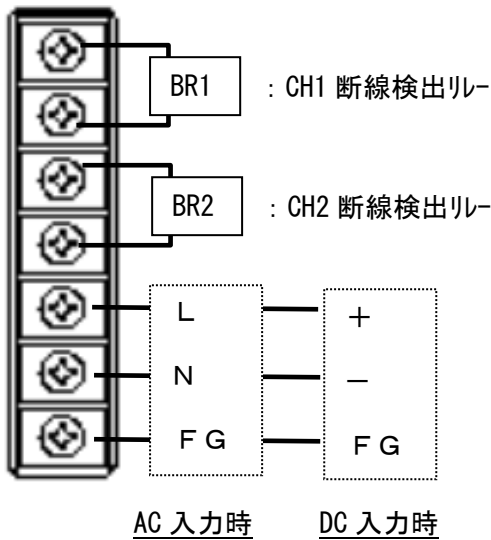 BR1 : CH1 断線検出リレー
BR2 : CH2 断線検出リレー
L +
N －
FG FG
AC 入力時 DC 入力時